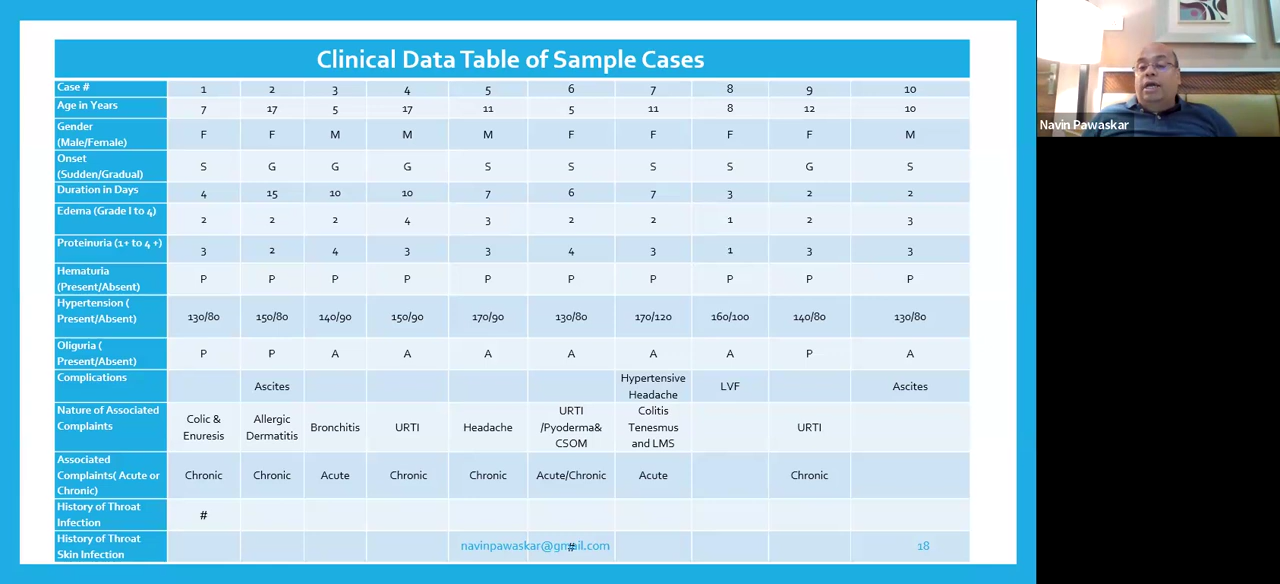 Clinical Data Table of Sample Cases
Case # 1 2 3 4 5 6 7 8 9 10
Age in Years 7 17 5 17 11 5 11 8 12 10
Gender
(Male/Female) F F M M M F F F F M
Onset
(Sudden/Gradual) S G G G S S S S G S
Duration in Days 4 15 10 10 7 6 7 3 2 2
Edema (Grade I to 4) 2 2 2 4 3 2 2 1 2 3
Proteinuria (1+ to 4 +) 3 2 4 3 3 4 3 1 3 3
Hematuria
(Present/Absent) P P P P P P P P P P
Hypertension (
Present/Absent) 130/80 150/80 140/90 150/90 170/90 130/80 170/120 160/100 140/80 130/80
Oliguria (
Present/Absent) P P A A A A A A P A
Complications Ascites Hypertensive
Headache LVF Ascites
Nature of Associated
Complaints Colic &
Enuresis Allergic
Dermatitis Bronchitis URTI Headache URTI
/Pyoderma&
CSOM Colitis
Tenesmus
and LMS URTI
Associated
Complaints( Acute or
Chronic) Chronic Chronic Acute Chronic Chronic Acute/Chronic Acute Chronic
History of Throat
Infection #
History of Throat
Skin Infection #
navinpawaskar@gmail.com 18
Navin Pawaskar